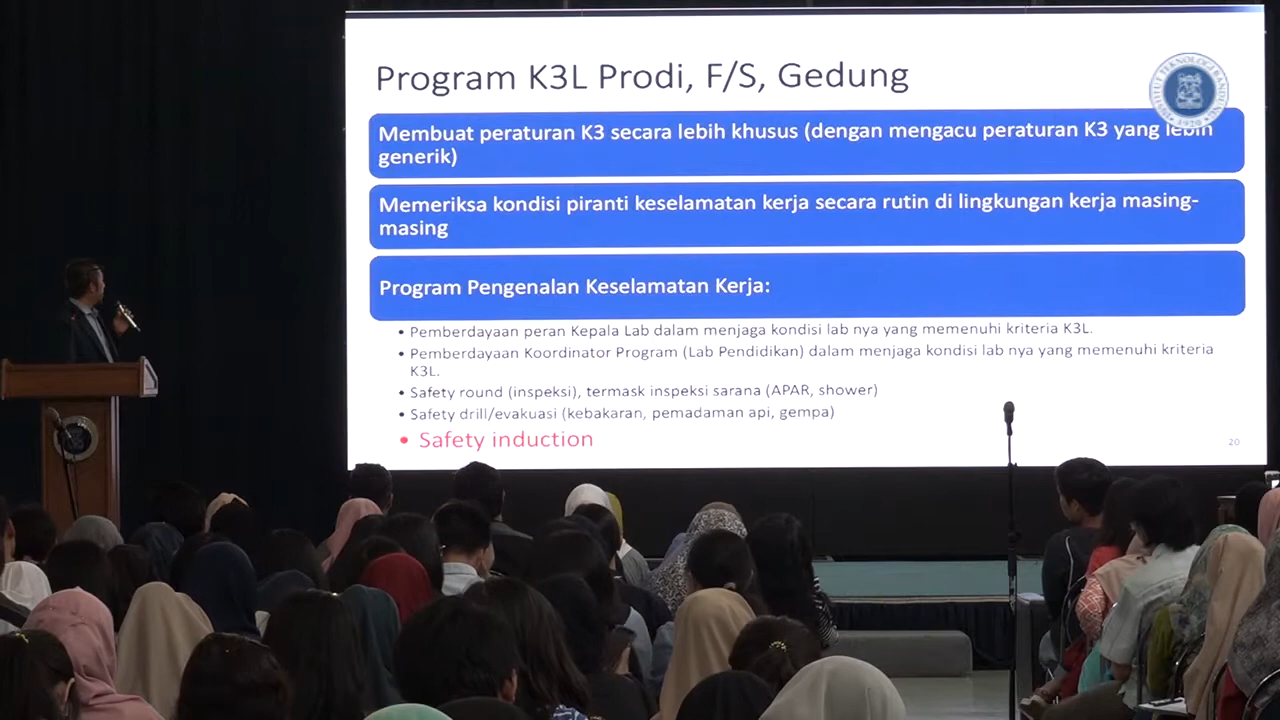 Program K3L Prodi, F/S, Gedung
Membuat peraturan K3 secara lebih khusus (dengan mengacu peraturan K3 yang lebih
generik)
Memeriksa kondisi piranti keselamatan kerja secara rutin di lingkungan kerja masing-
masing
Program Pengenalan Keselamatan Kerja:
• Pemberdayaan peran Kepala Lab dalam menjaga kondisi lab nya yang memenuhi kriteria K3L.
• Pemberdayaan Koordinator Program (Lab Pendidikan) dalam menjaga kondisi lab nya yang memenuhi kriteria
K3L.
• Safety round (inspeksi), termask inspeksi sarana (APAR, shower)
• Safety drill/evakuasi (kebakaran, pemadaman api, gempa)
• Safety induction
20
INSTITUT TEKNOLOGI BANDUNG
1920